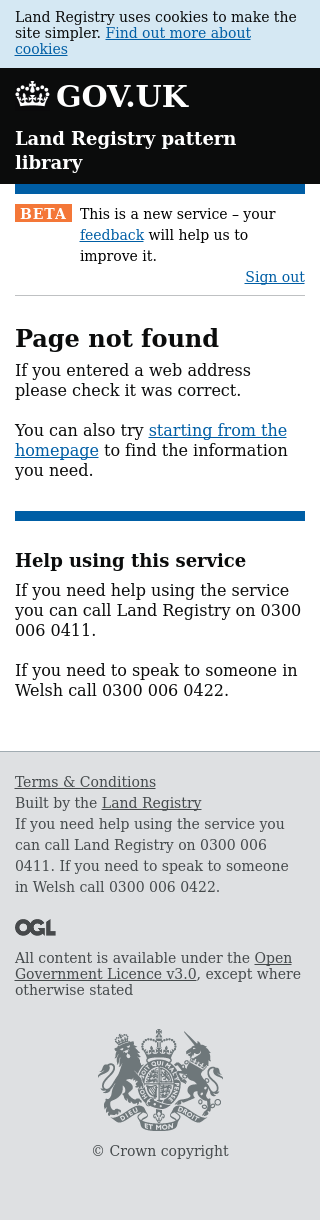 Land Registry uses cookies to make the
site simpler. Find out more about
cookies
GOV.UK
Land Registry pattern
library
BETA This is a new service – your
feedback will help us to
improve it.
Sign out
Page not found
If you entered a web address
please check it was correct.
You can also try starting from the
homepage to find the information
you need.
Help using this service
If you need help using the service
you can call Land Registry on 0300
006 0411.
If you need to speak to someone in
Welsh call 0300 006 0422.
Terms & Conditions
Built by the Land Registry
If you need help using the service you
can call Land Registry on 0300 006
0411. If you need to speak to someone
in Welsh call 0300 006 0422.
OGL
All content is available under the Open
Government Licence v3.0, except where
otherwise stated
DIEU ET MON DROIT
© Crown copyright